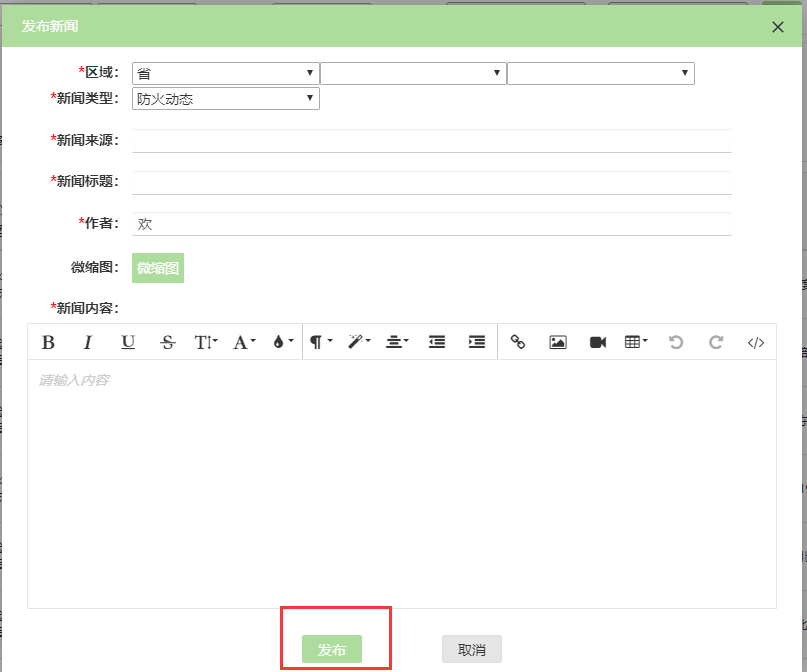 发布新闻
*区域： 省
*新闻类型： 防火动态
*新闻来源：
*新闻标题：
*作者： 欢
微缩图： 微缩图
*新闻内容：
B I U S T A
请输入内容
发布 取消